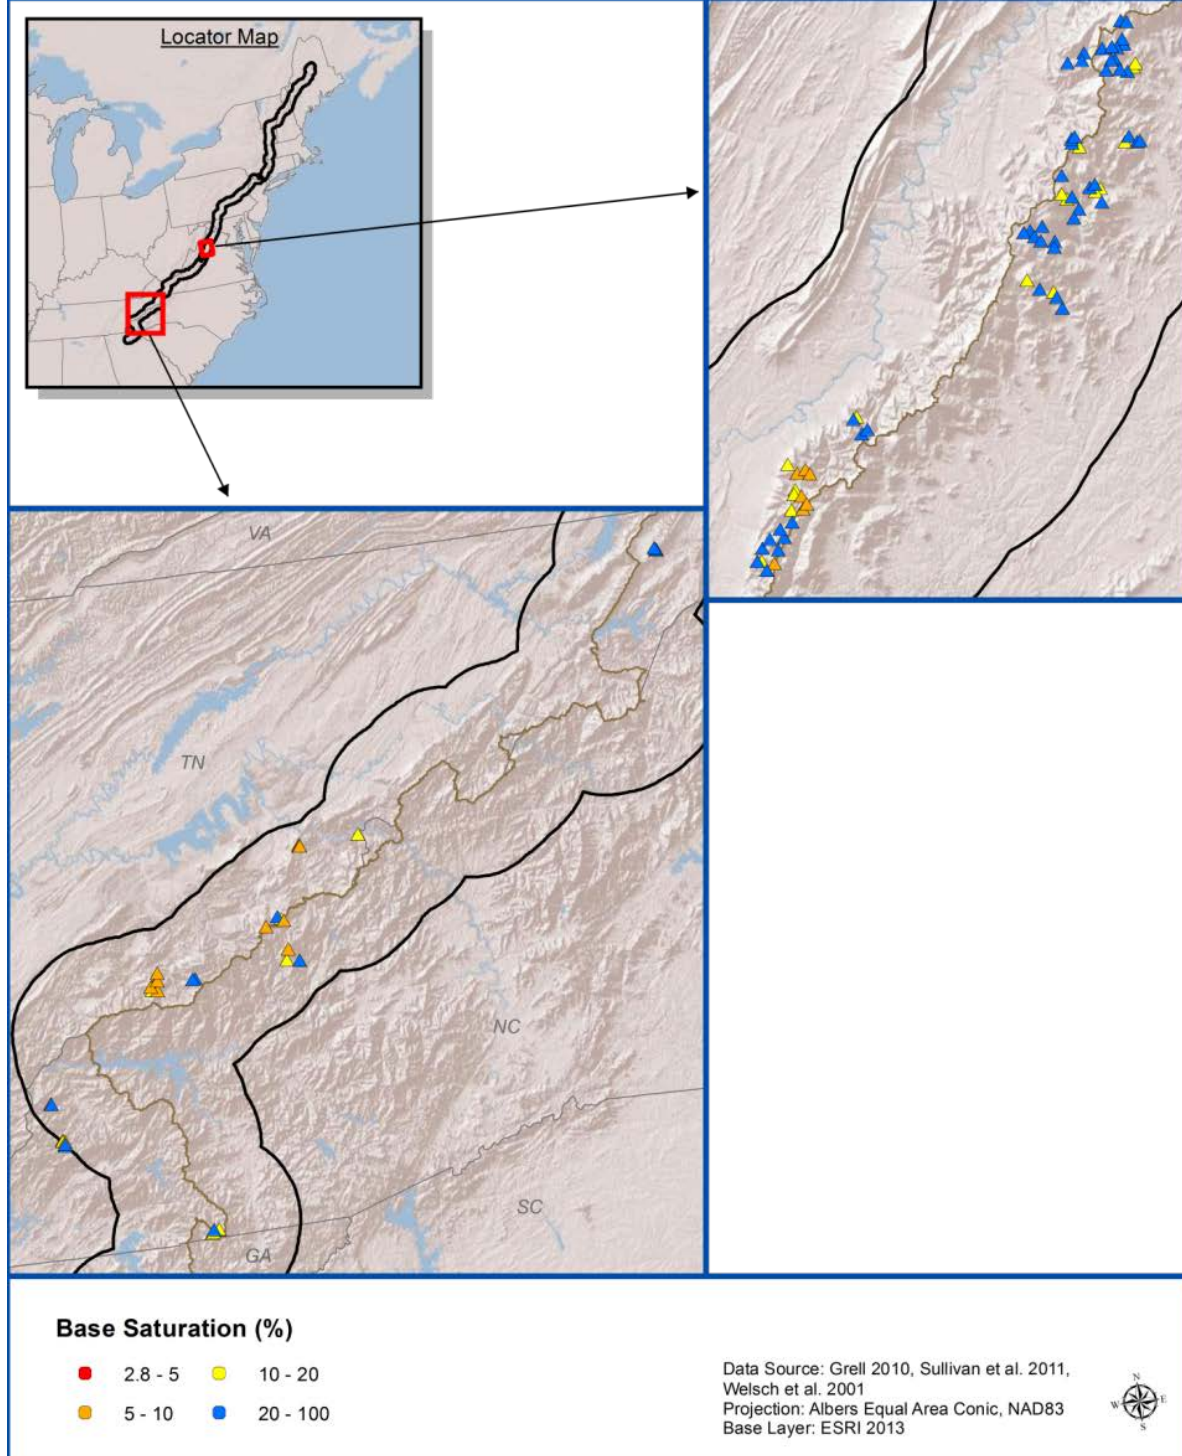 Locator Map
VA
TN
NC
SC
GA
Base Saturation (%)
2.8 - 5
10 - 20
5 - 10
20 - 100
Data Source: Grell 2010, Sullivan et al. 2011,
Welsch et al. 2001
Projection: Albers Equal Area Conic, NAD83
Base Layer: ESRI 2013
N
W
E
S